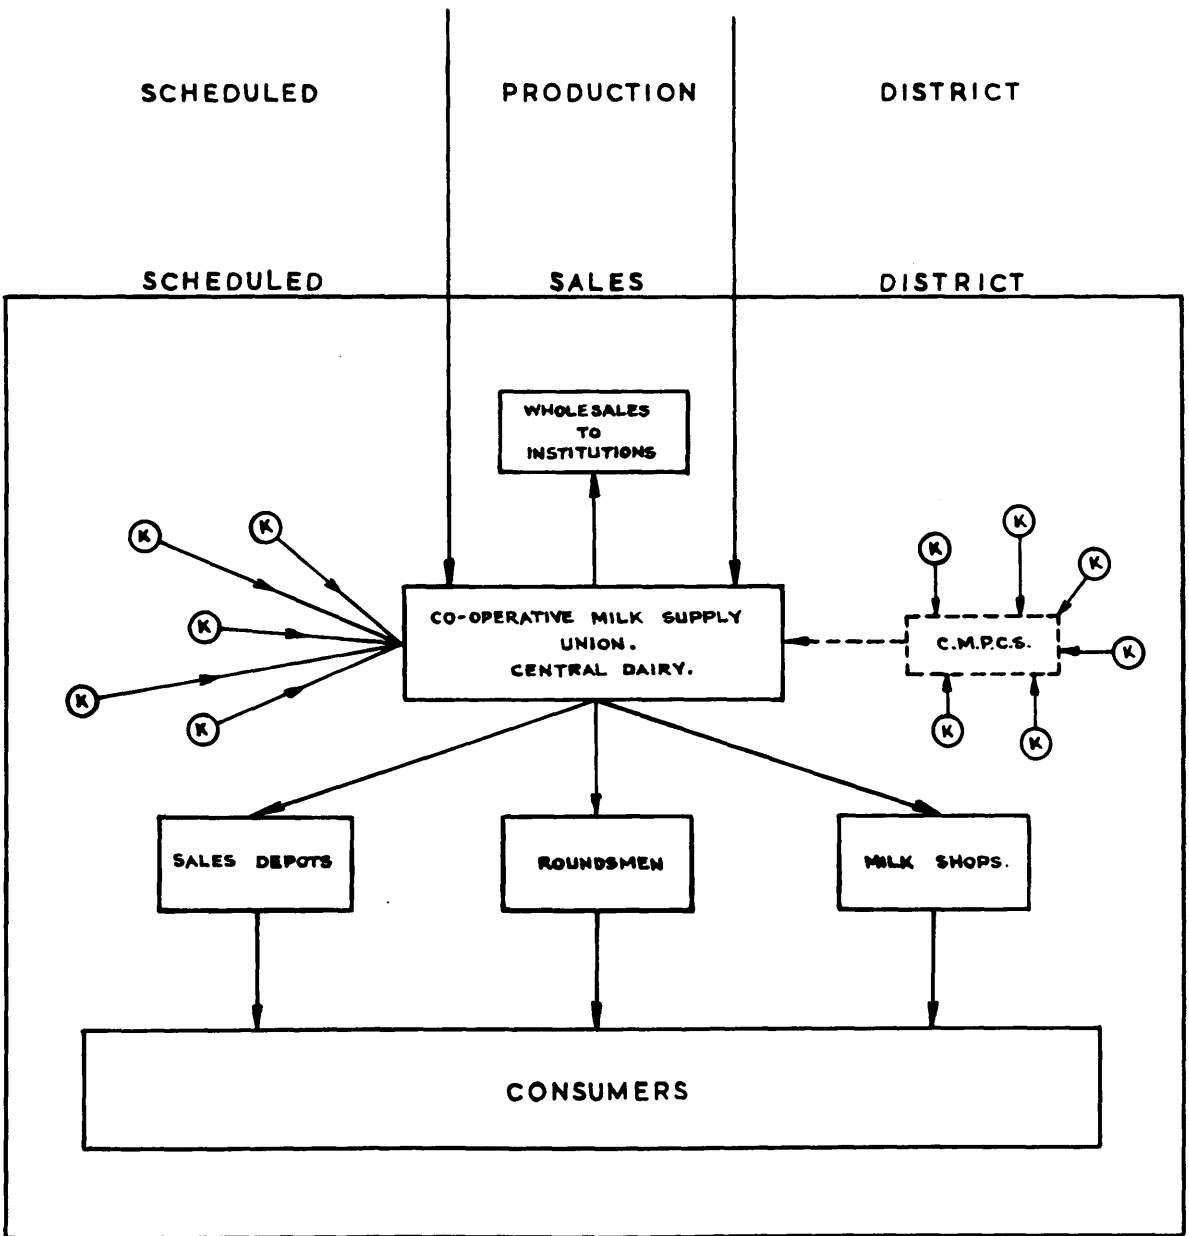 SCHEDULED PRODUCTION DISTRICT
SCHEDULED SALES DISTRICT
WHOLESALES
TO
INSTITUTIONS
K
K
K
K
K
CO-OPERATIVE MILK SUPPLY
UNION.
CENTRAL DAIRY.
K
K
K
K
K
K
C.M.P.C.S.
SALES DEPOTS
ROUNDSMEN
MILK SHOPS.
CONSUMERS